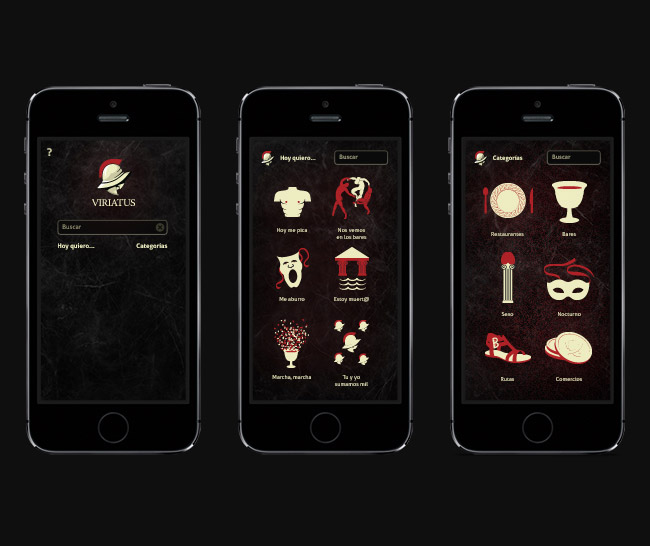 ?
VIRIATUS
Buscar
Hoy quiero...
Categorías
Hoy quiero...
Buscar
Hoy me pica
Nos vemos
en los bares
Me aburro
Estoy muert@
Marcha, marcha
Tu y yo
sumamos mil
Categorías
Buscar
Restaurantes
Bares
Sexo
Nocturno
B
Rutas
Comercios